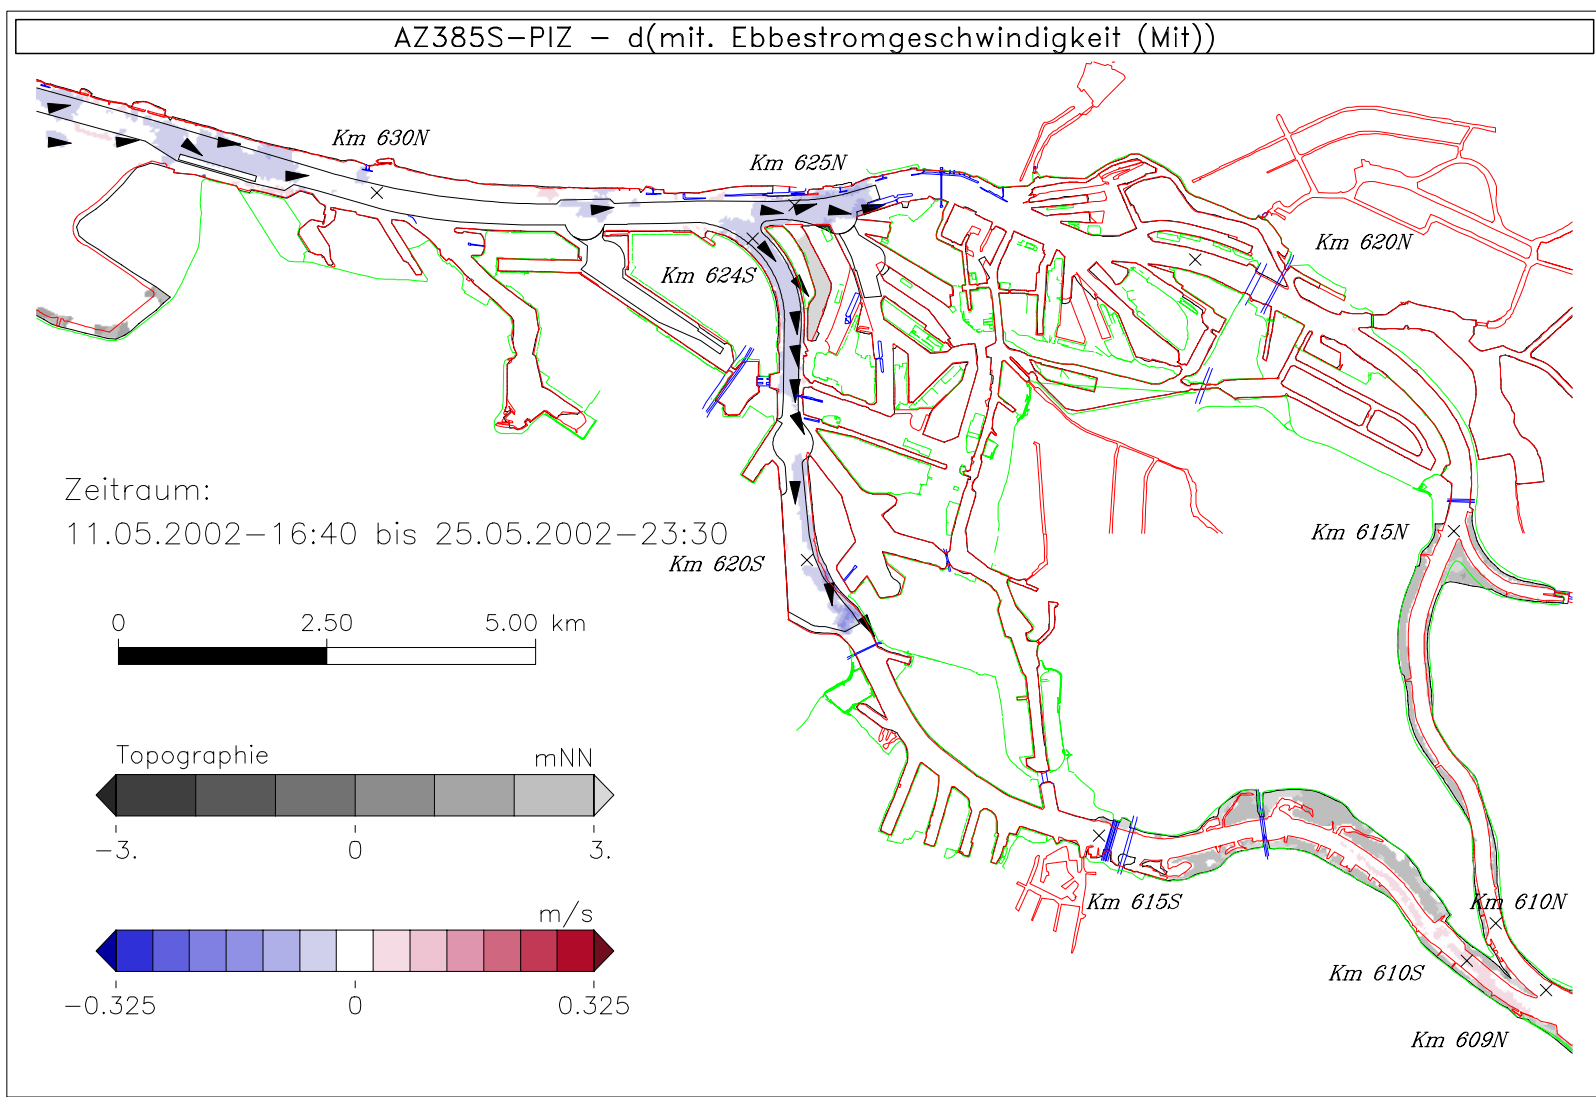 AZ385S-PIZ - d(mit. Ebbestromgeschwindigkeit (Mit))
Km 630N
Km 625N
Km 620N
Km 624S
Zeitraum:
11.05.2002-16:40 bis 25.05.2002-23:30
Km 615N
Km 620S
0 2.50 5.00 km
Topographie mNN
-3. 0 3.
Km 615S
Km 610N
m/s
Km 610S
-0.325 0 0.325
Km 609N